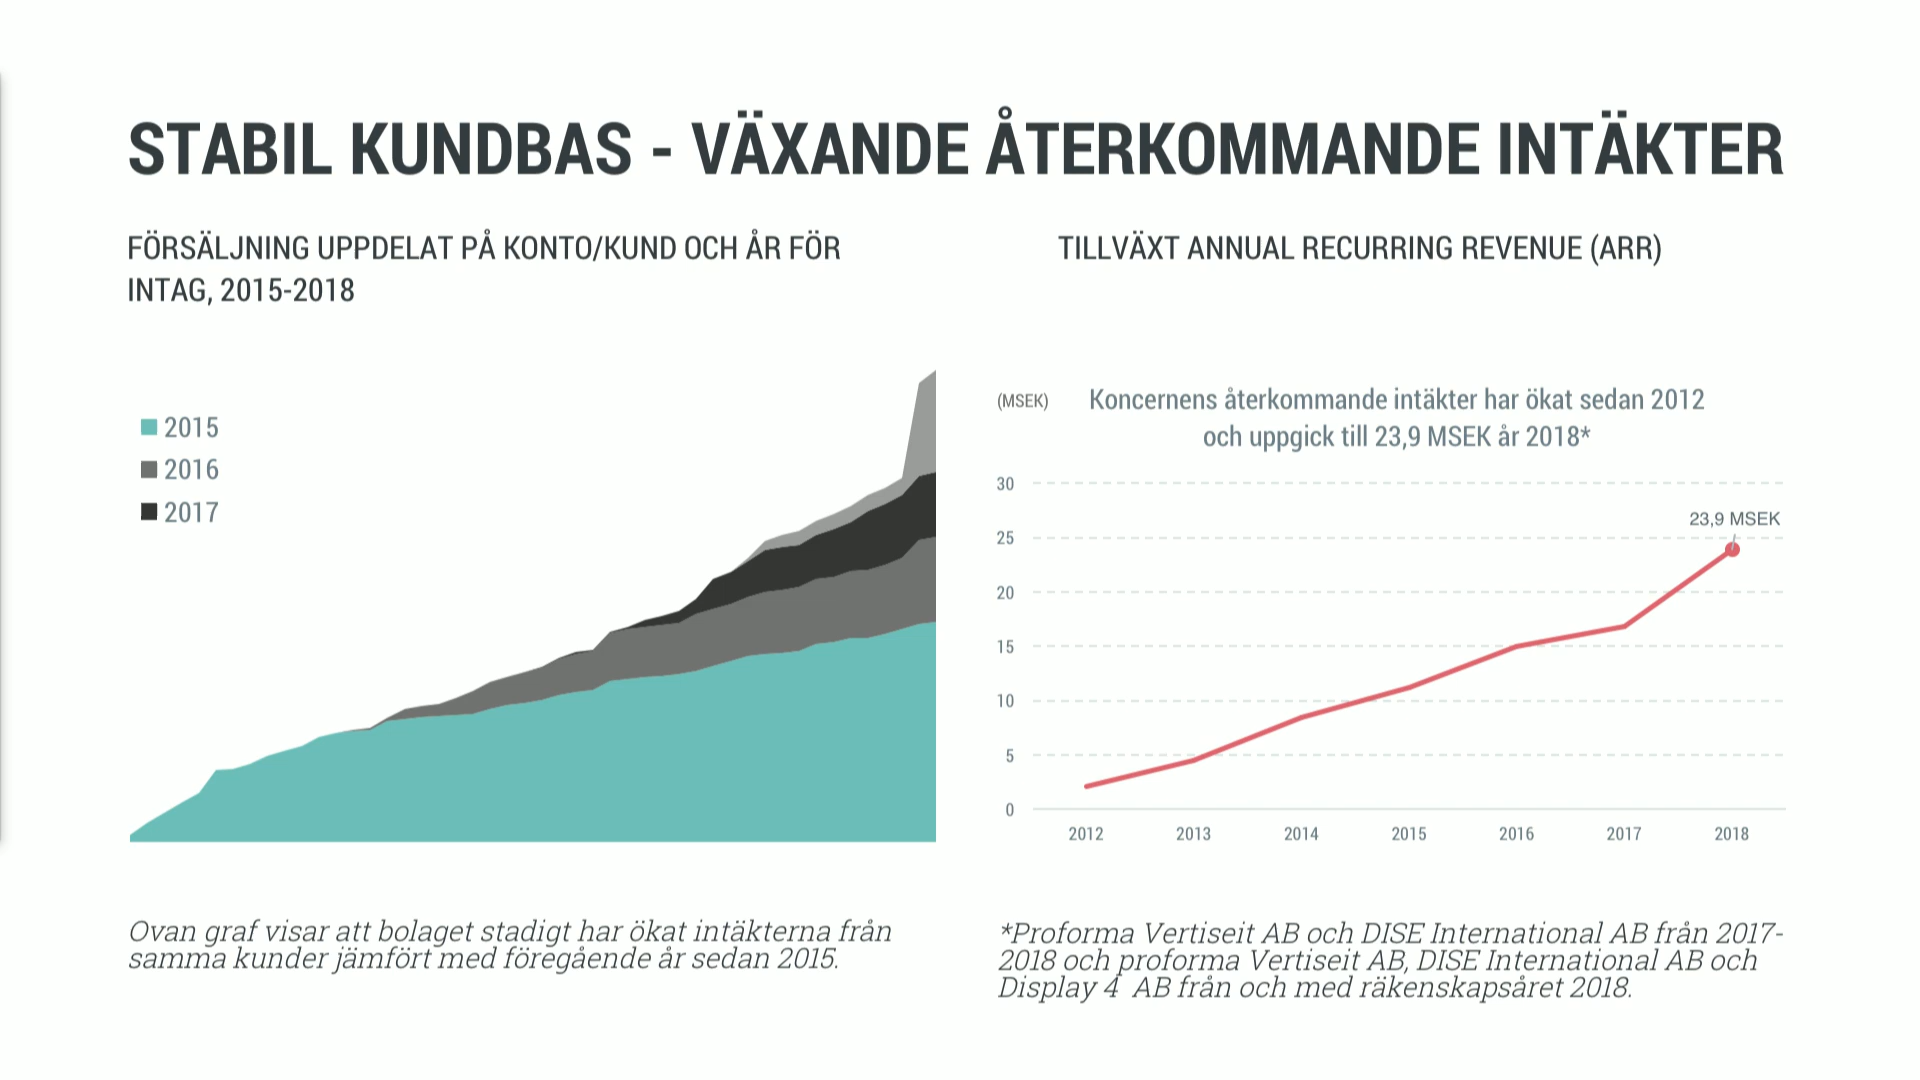 STABIL KUNDBAS - VÄXANDE ÅTERKOMMANDE INTÄKTER
FÖRSÄLJNING UPPDELAT PÅ KONTO/KUND OCH ÅR FÖR
INTAG, 2015-2018
2015
2016
2017
Ovan graf visar att bolaget stadigt har ökat intäkterna från
samma kunder jämfört med föregående år sedan 2015.
TILLVÄXT ANNUAL RECURRING REVENUE (ARR)
(MSEK)
Koncernens återkommande intäkter har ökat sedan 2012
och uppgick till 23,9 MSEK år 2018*
30
23,9 MSEK
25
20
15
10
5
0
2012 2013 2014 2015 2016 2017 2018
*Proforma Vertiseit AB och DISE International AB från 2017-
2018 och proforma Vertiseit AB, DISE International AB och
Display 4 AB från och med räkenskapsåret 2018.